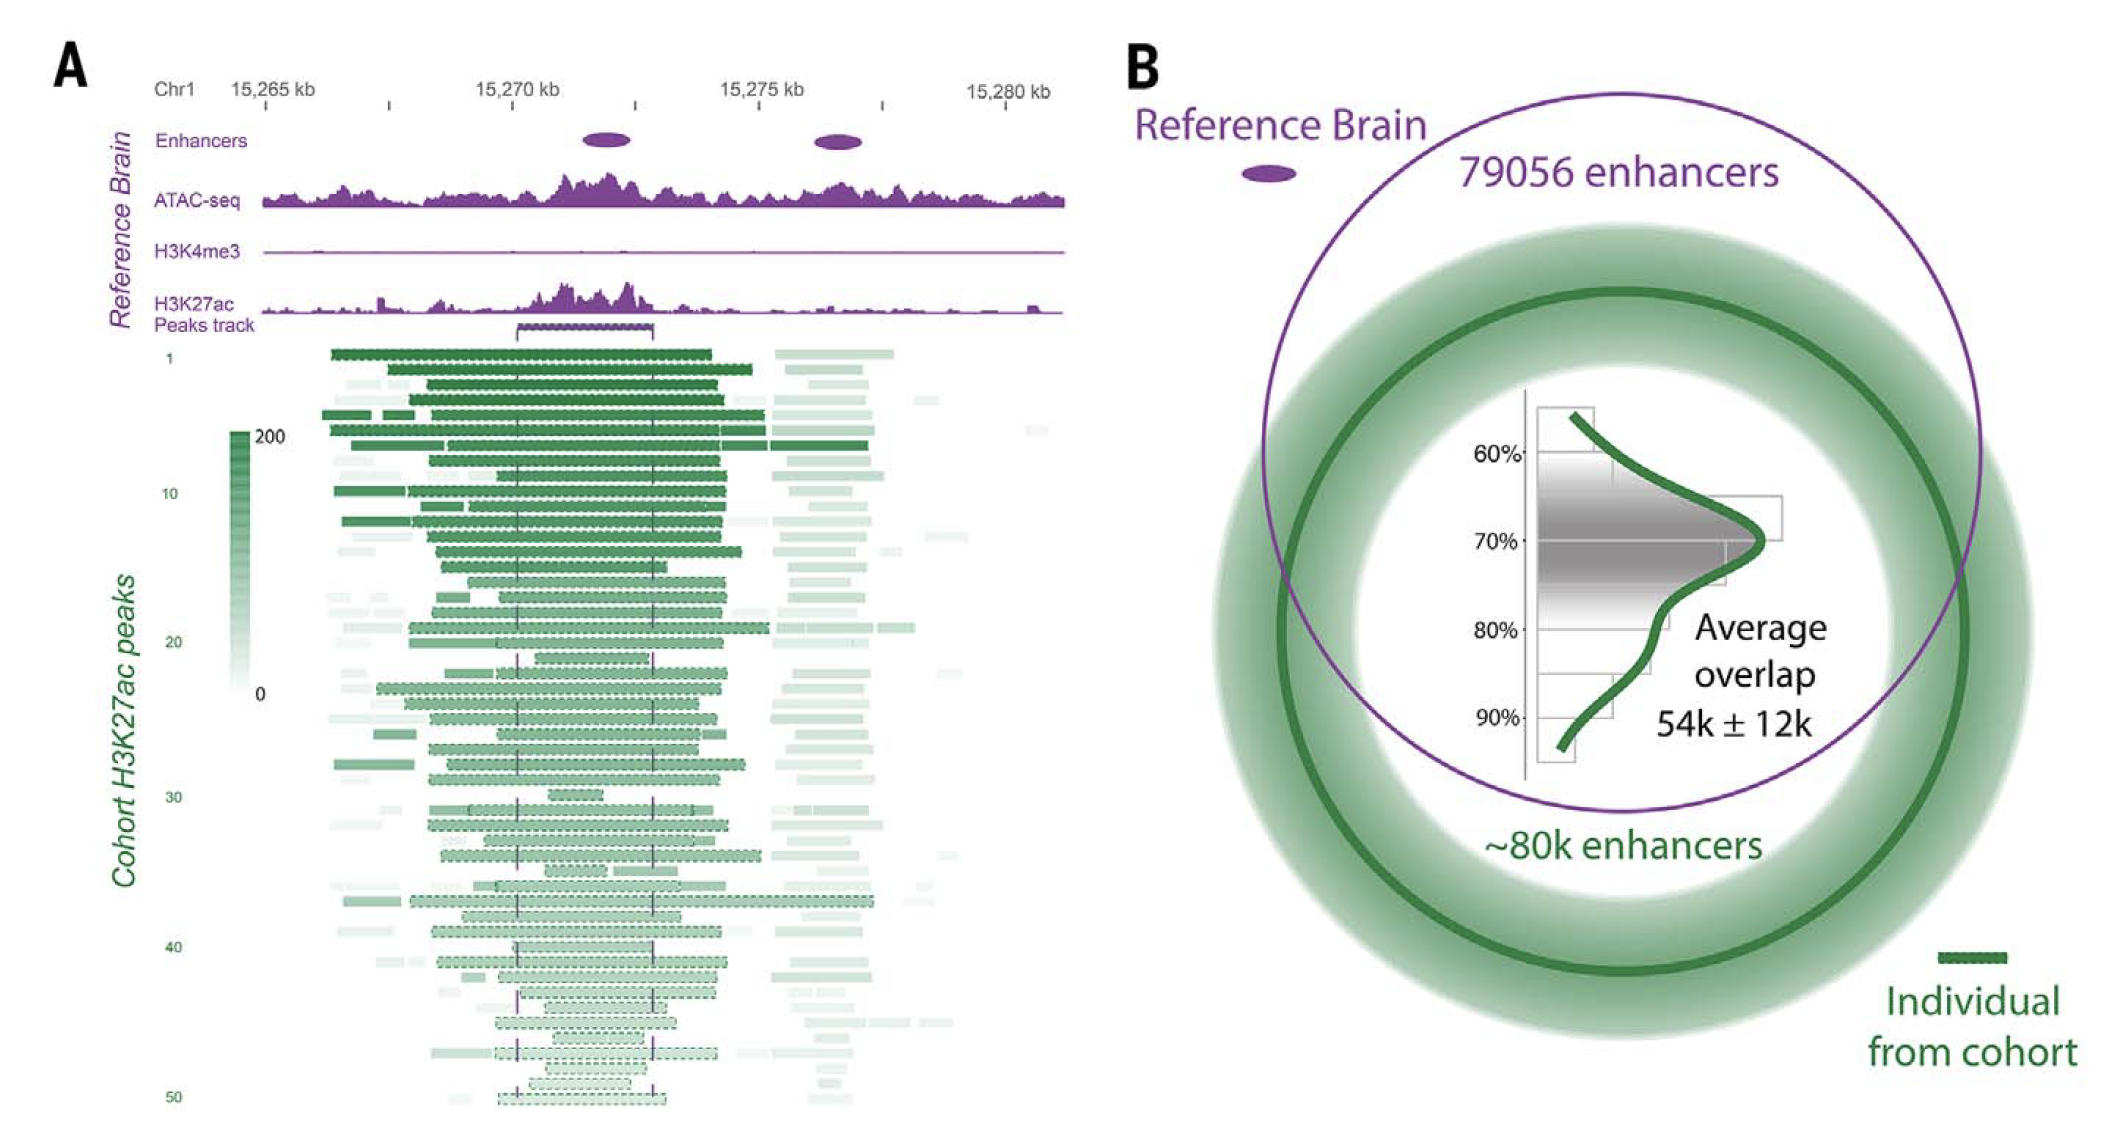 A
Chr1 15,265 kb 15,270 kb 15,275 kb 15,280 kb
Reference Brain
Enhancers
ATAC-seq
H3K4me3
H3K27ac
Peaks track
Cohort H3K27ac peaks
1
10
20
30
40
50
200
0
B
Reference Brain
79056 enhancers
60%
70%
80%
90%
Average
overlap
54k ± 12k
~80k enhancers
Individual
from cohort